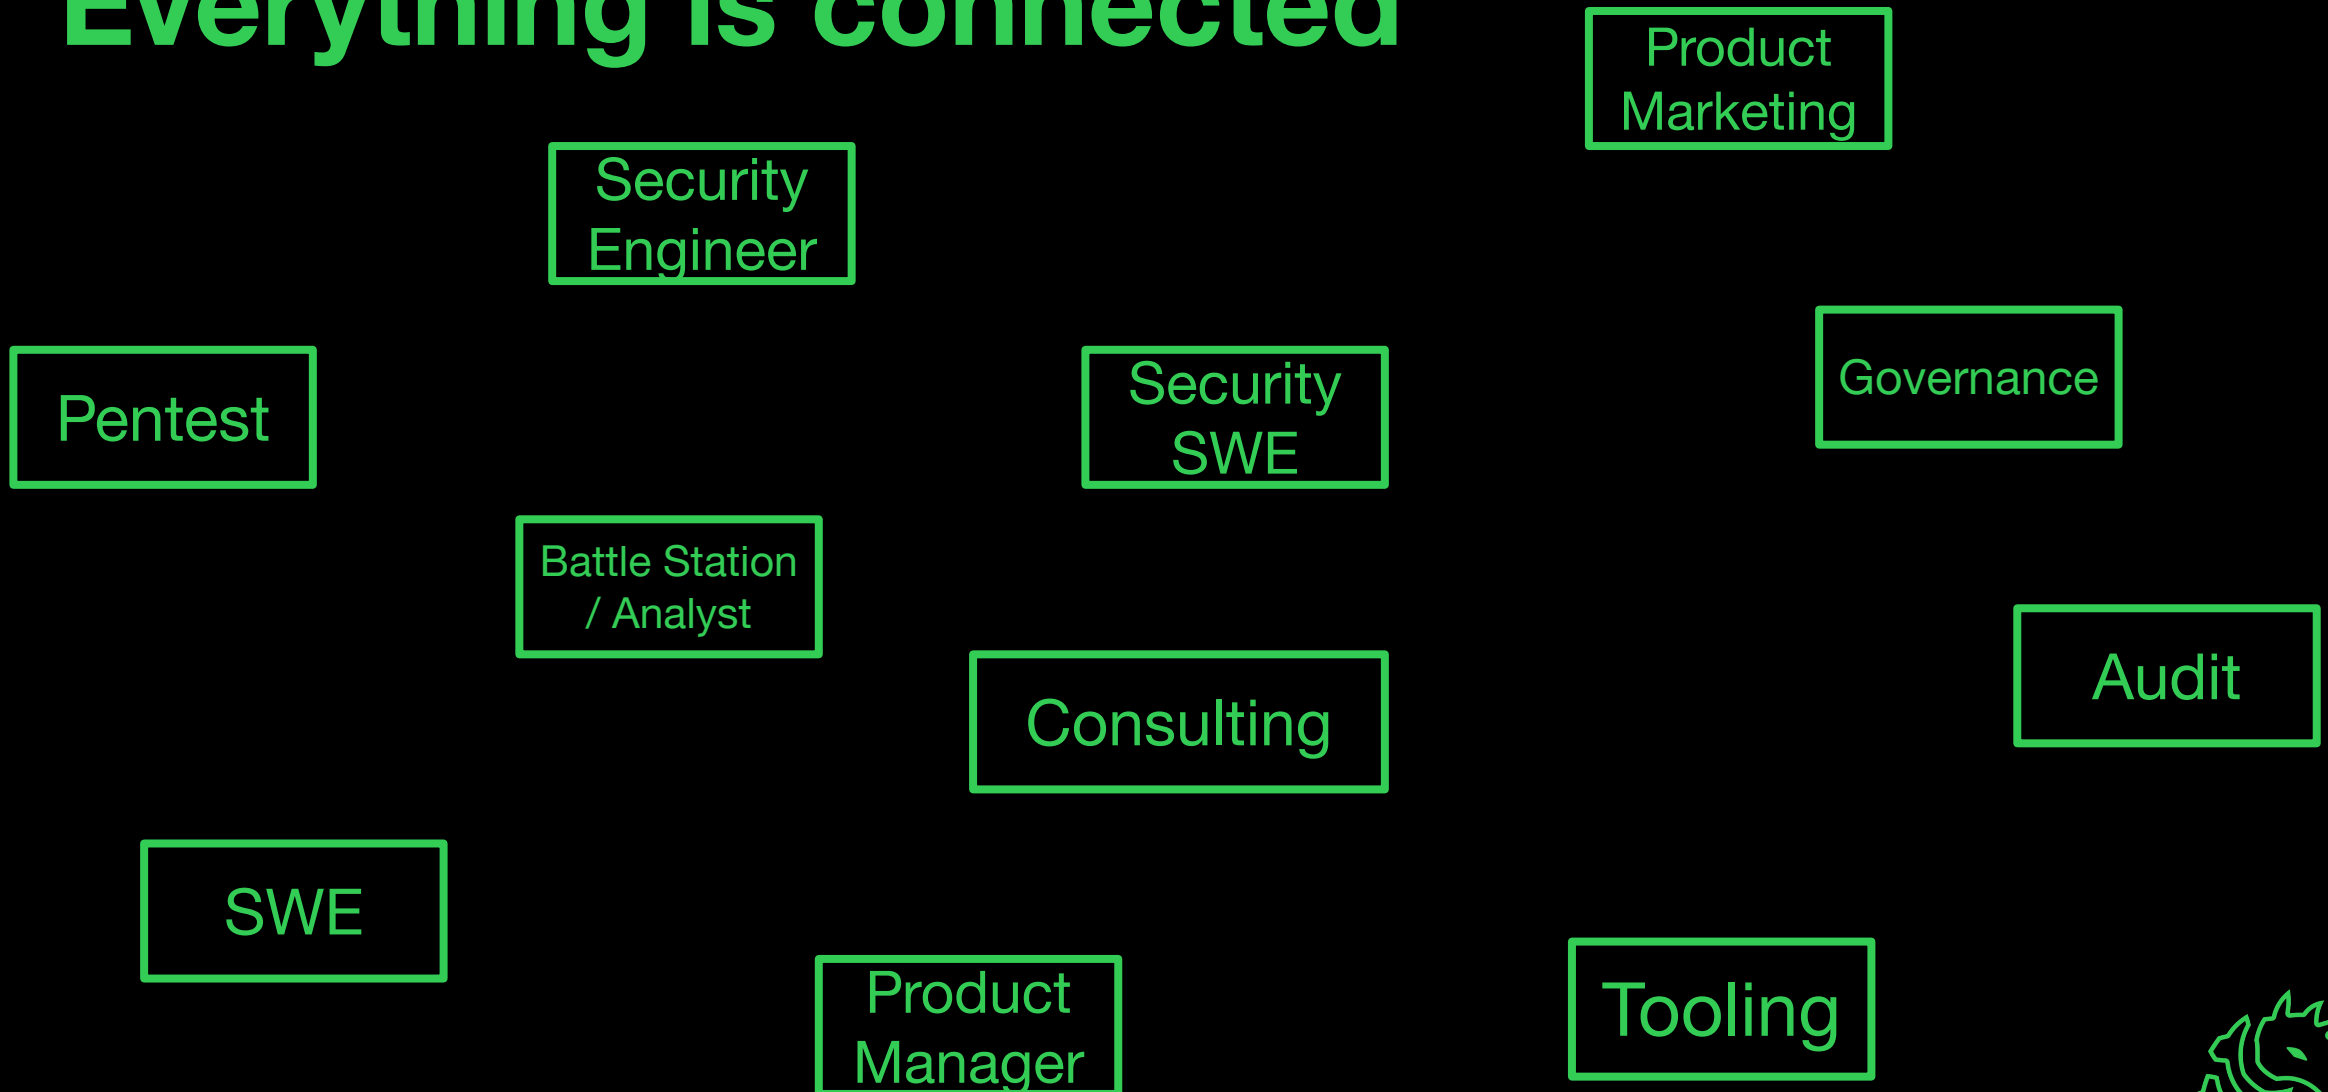 Everything is connected
Product
Marketing
Security
Engineer
Governance
Pentest
Security
SWE
Battle Station
/ Analyst
Audit
Consulting
SWE
Tooling
Product
Manager